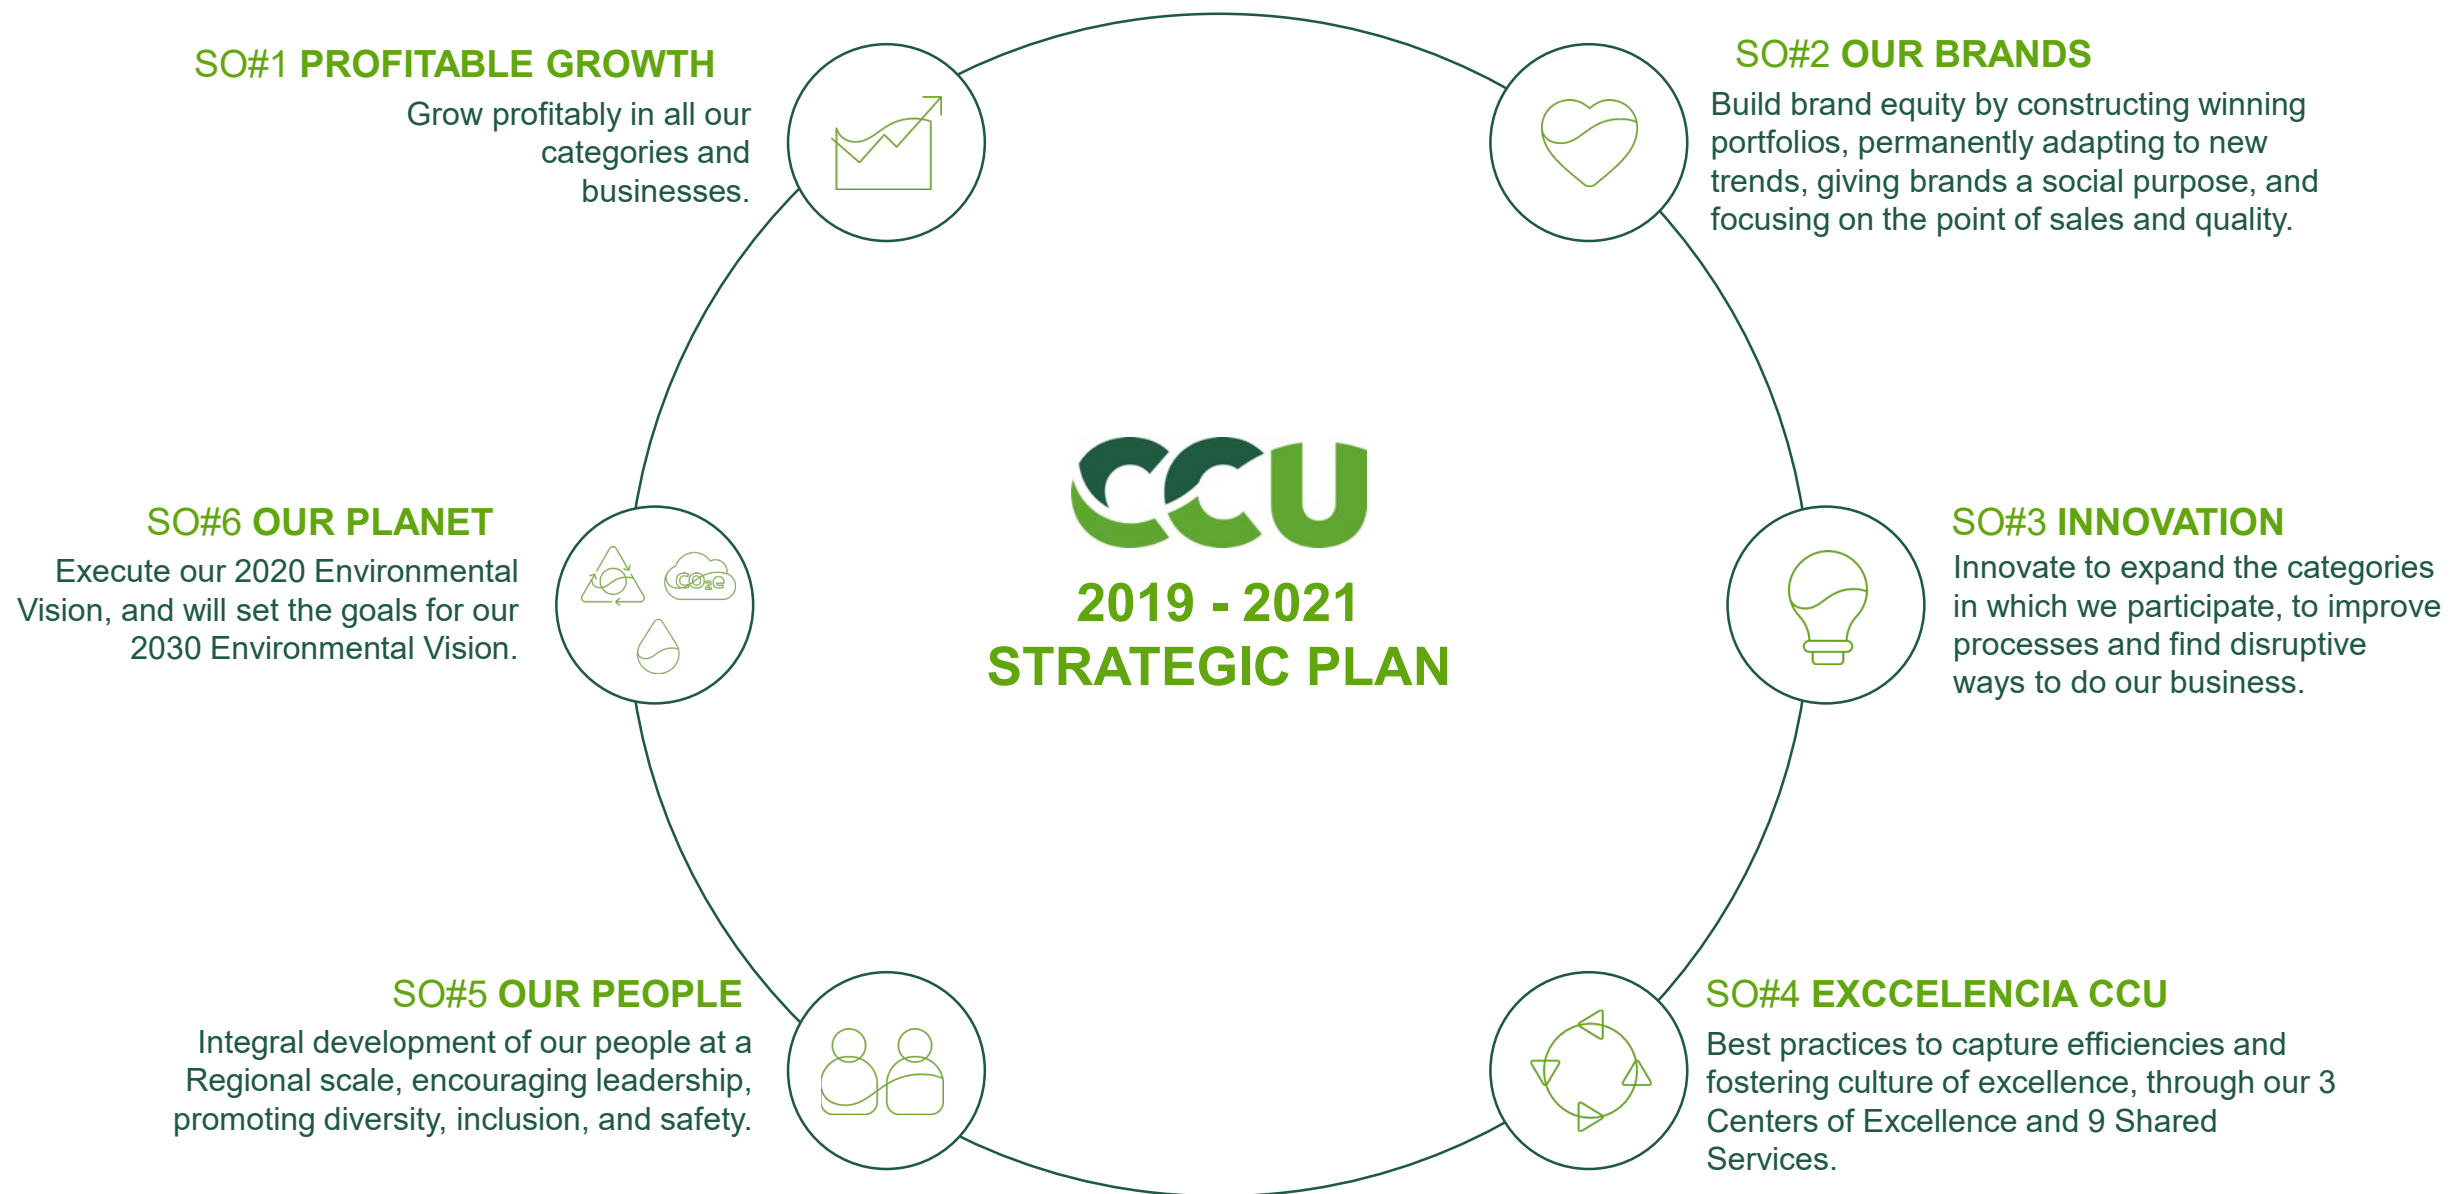 SO#1 PROFITABLE GROWTH
Grow profitably in all our
categories and
businesses.
SO#2 OUR BRANDS
Build brand equity by constructing winning
portfolios, permanently adapting to new
trends, giving brands a social purpose, and
focusing on the point of sales and quality.
SO#6 OUR PLANET
Execute our 2020 Environmental
Vision, and will set the goals for our
2030 Environmental Vision.
CO₂e
CCU
2019 - 2021
STRATEGIC PLAN
SO#3 INNOVATION
Innovate to expand the categories
in which we participate, to improve
processes and find disruptive
ways to do our business.
SO#5 OUR PEOPLE
Integral development of our people at a
Regional scale, encouraging leadership,
promoting diversity, inclusion, and safety.
SO#4 EXCCELENCIA CCU
Best practices to capture efficiencies and
fostering culture of excellence, through our 3
Centers of Excellence and 9 Shared
Services.